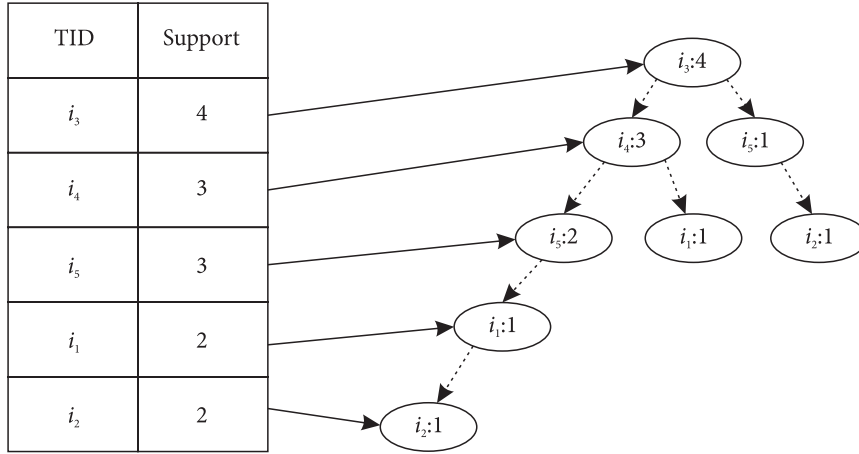 TID Support
i₃ 4
i₄ 3
i₅ 3
i₁ 2
i₂ 2
i₃:4
i₄:3 i₅:1
i₅:2 i₁:1 i₂:1
i₁:1
i₂:1